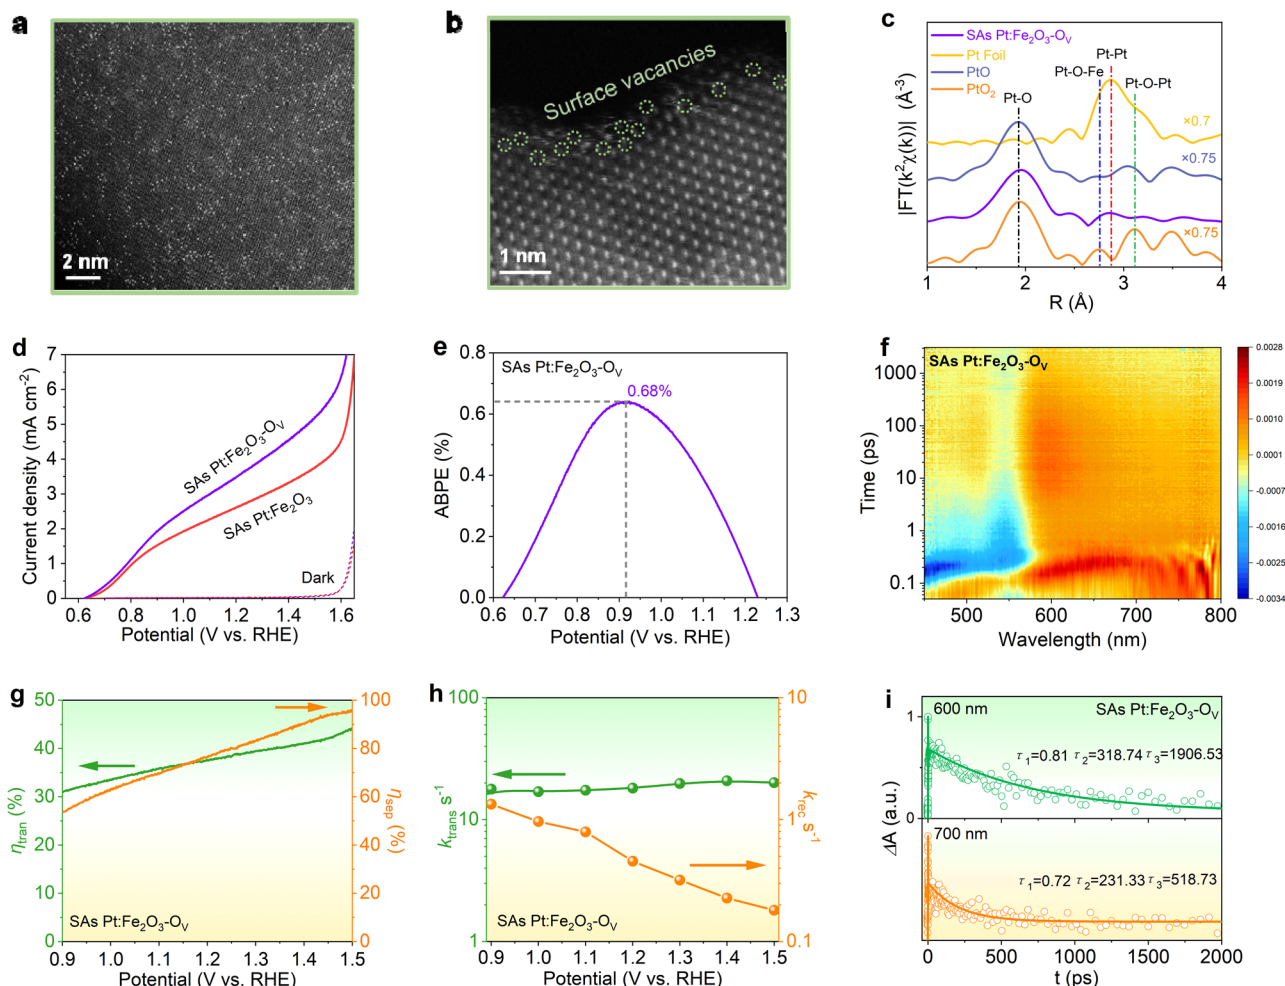 a
2 nm
b
Surface vacancies
1 nm
c
SAs Pt:Fe₂O₃-Oᵥ
Pt Foil
PtO
PtO₂
Pt-Pt
Pt-O-Fe
Pt-O-Pt
Pt-O
×0.7
×0.75
×0.75
|FT(k²χ(k))| (Å⁻³)
1 2 3 4
R (Å)
d
7
6
5
4
3
2
1
0
Current density (mA cm⁻²)
SAs Pt:Fe₂O₃-Oᵥ
SAs Pt:Fe₂O₃
Dark
0.8 1.0 1.2 1.4 1.6
Potential (V vs. RHE)
e
0.8
0.6
0.4
0.2
0
ABPE (%)
SAs Pt:Fe₂O₃-Oᵥ
0.68%
0.6 0.7 0.8 0.9 1.0 1.1 1.2 1.3
Potential (V vs. RHE)
f
SAs Pt:Fe₂O₃-Oᵥ
1000
100
10
1
0.1
Time (ps)
500 550 600 650 700 750 800
Wavelength (nm)
0.0028
0.0019
0.0010
0.0002
-0.0007
-0.0016
-0.0025
-0.0034
g
50
40
30
20
10
0
η_tran (%)
100
80
60
40
20
0
η_sep (%)
SAs Pt:Fe₂O₃-Oᵥ
0.9 1.0 1.1 1.2 1.3 1.4 1.5
Potential (V vs. RHE)
h
100
10
1
k_trans s⁻¹
10
1
0.1
k_rec s⁻¹
SAs Pt:Fe₂O₃-Oᵥ
0.9 1.0 1.1 1.2 1.3 1.4 1.5
Potential (V vs. RHE)
i
600 nm
SAs Pt:Fe₂O₃-Oᵥ
τ₁=0.81 τ₂=318.74 τ₃=1906.53
1
0
ΔA (a.u.)
700 nm
τ₁=0.72 τ₂=231.33 τ₃=518.73
0
0 500 1000 1500 2000
t (ps)